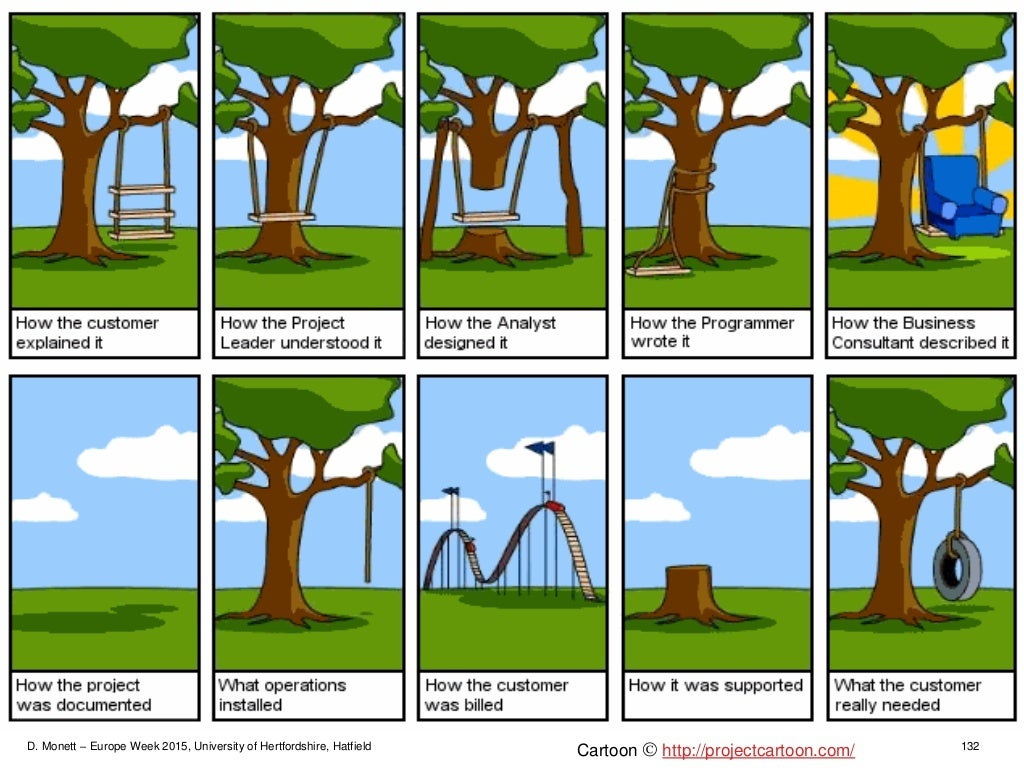 How the customer
explained it
How the Project
Leader understood it
How the Analyst
designed it
How the Programmer
wrote it
How the Business
Consultant described it
How the project
was documented
What operations
installed
How the customer
was billed
How it was supported
What the customer
really needed
D. Monett – Europe Week 2015, University of Hertfordshire, Hatfield
Cartoon © http://projectcartoon.com/
132